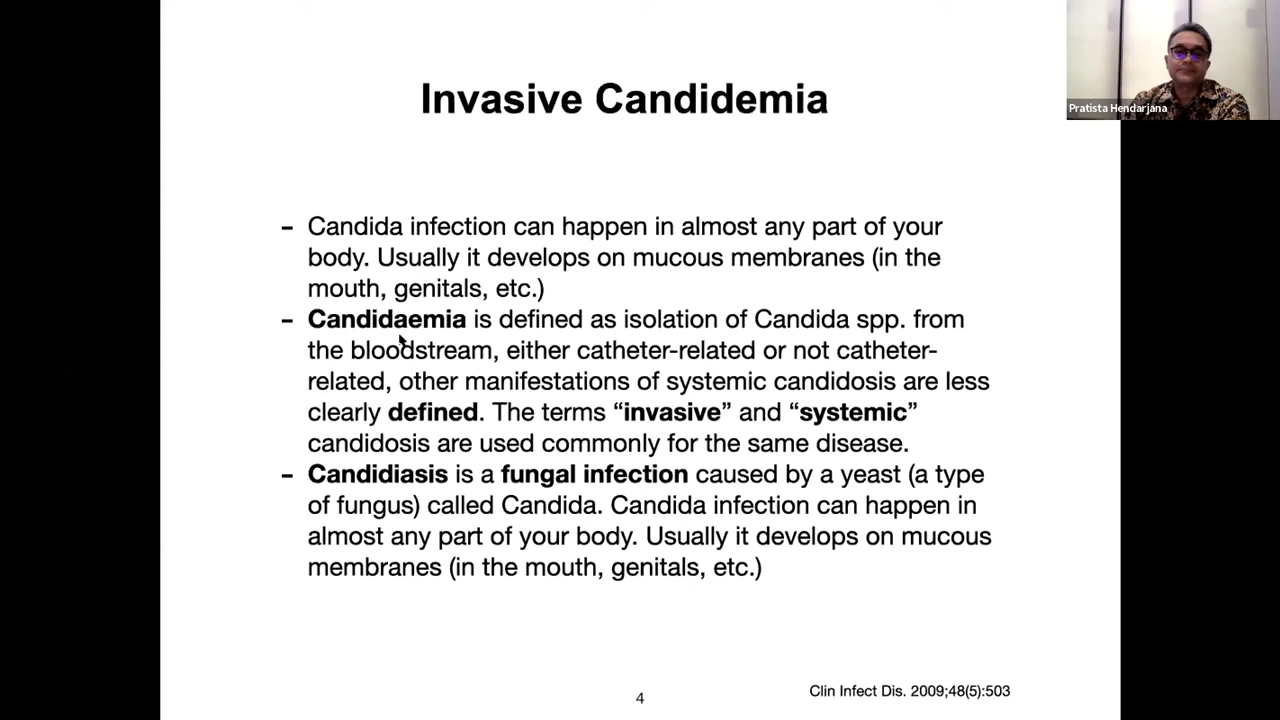 Invasive Candidemia
Pratista Hendarjana
- Candida infection can happen in almost any part of your
body. Usually it develops on mucous membranes (in the
mouth, genitals, etc.)
- Candidaemia is defined as isolation of Candida spp. from
the bloodstream, either catheter-related or not catheter-
related, other manifestations of systemic candidosis are less
clearly defined. The terms “invasive” and “systemic”
candidosis are used commonly for the same disease.
- Candidiasis is a fungal infection caused by a yeast (a type
of fungus) called Candida. Candida infection can happen in
almost any part of your body. Usually it develops on mucous
membranes (in the mouth, genitals, etc.)
Clin Infect Dis. 2009;48(5):503
4